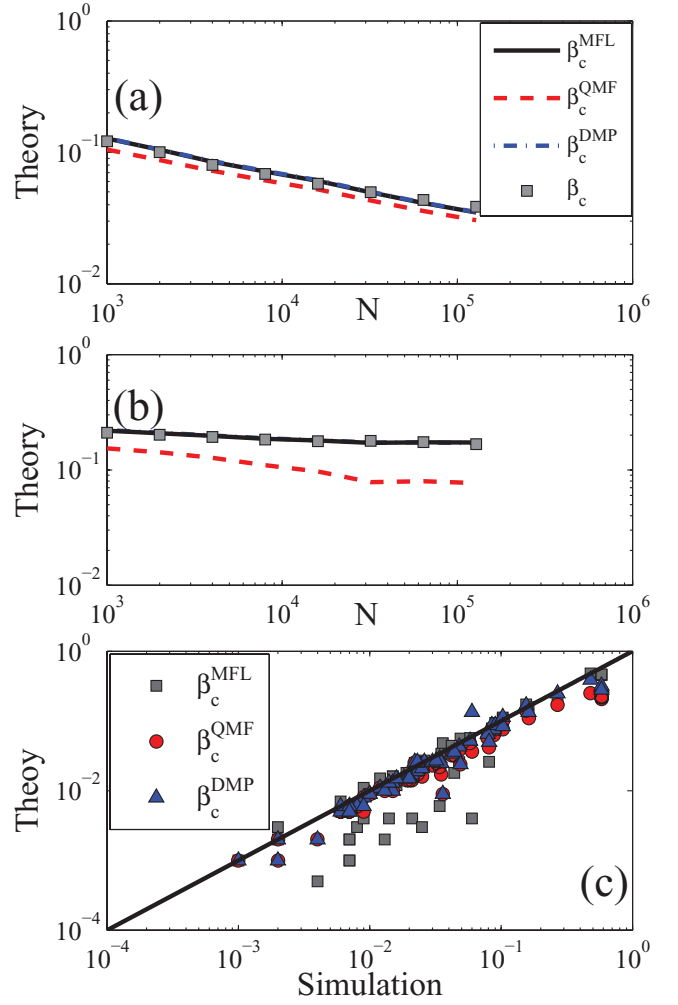 10^0
10^-1
10^-2
Theory
(a)
β_c^MFL
β_c^QMF
β_c^DMP
β_c
10^3
10^4
10^5
10^6
N
10^0
10^-1
10^-2
Theory
(b)
10^3
10^4
10^5
10^6
N
10^0
10^-2
10^-4
Theoy
β_c^MFL
β_c^QMF
β_c^DMP
(c)
10^-4
10^-3
10^-2
10^-1
10^0
Simulation